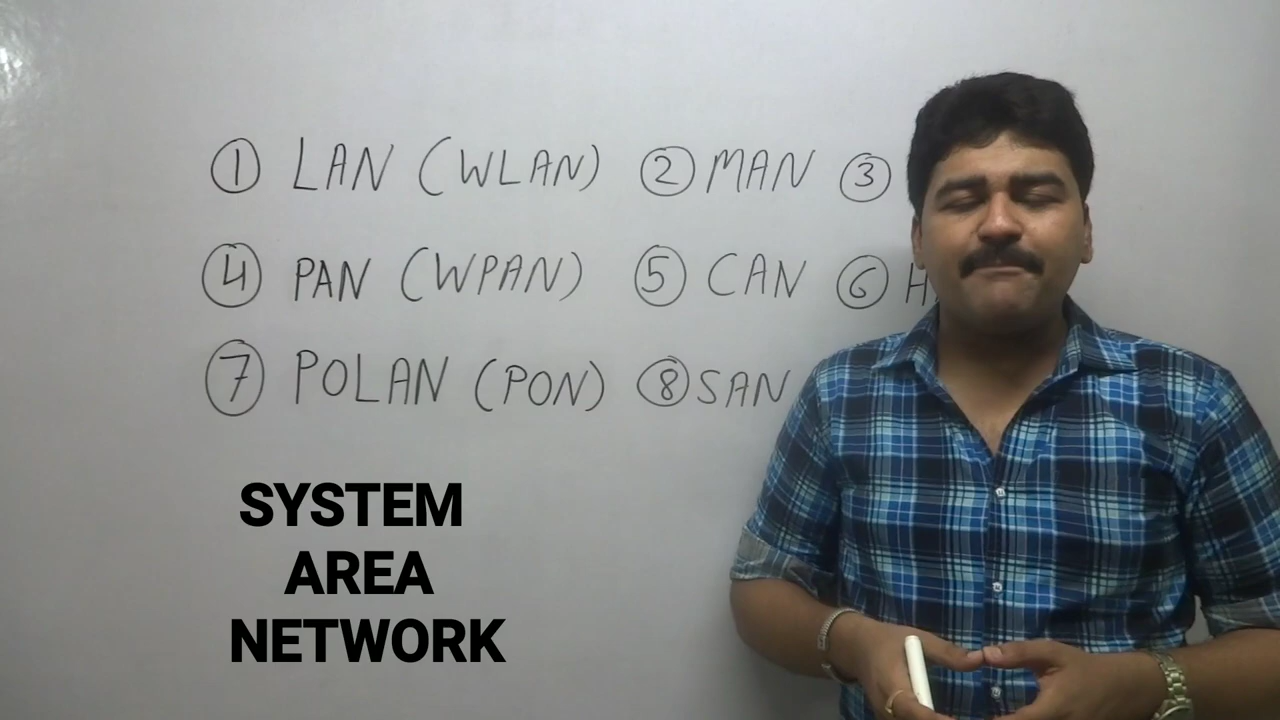 ① LAN (WLAN) ② MAN ③
④ PAN (WPAN) ⑤ CAN ⑥ H
⑦ POLAN (PON) ⑧ SAN
SYSTEM
AREA
NETWORK